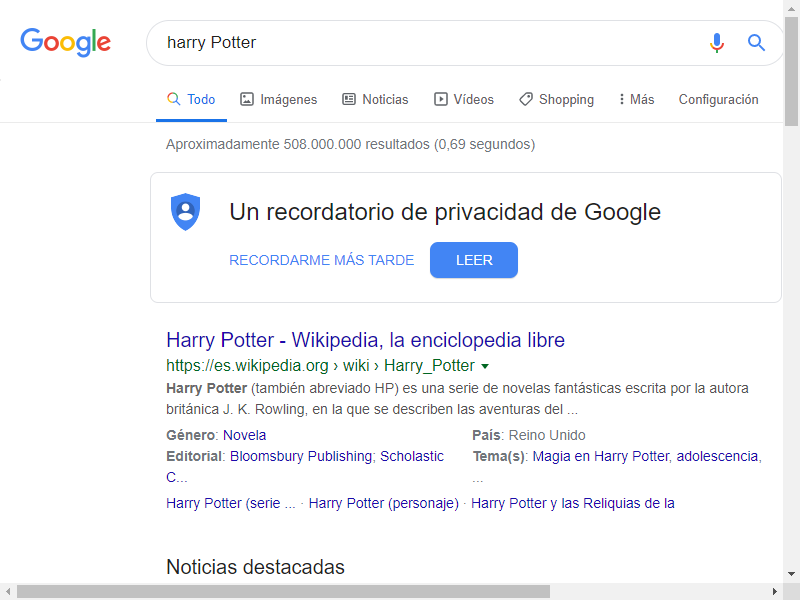 Google
harry Potter
Todo Imágenes Noticias Vídeos Shopping Más Configuración
Aproximadamente 508.000.000 resultados (0,69 segundos)
Un recordatorio de privacidad de Google
RECORDARME MÁS TARDE LEER
Harry Potter - Wikipedia, la enciclopedia libre
https://es.wikipedia.org › wiki › Harry_Potter
Harry Potter (también abreviado HP) es una serie de novelas fantásticas escrita por la autora
británica J. K. Rowling, en la que se describen las aventuras del ...
Género: Novela País: Reino Unido
Editorial: Bloomsbury Publishing; Scholastic Tema(s): Magia en Harry Potter, adolescencia,
C... ...
Harry Potter (serie ... · Harry Potter (personaje) · Harry Potter y las Reliquias de la
Noticias destacadas